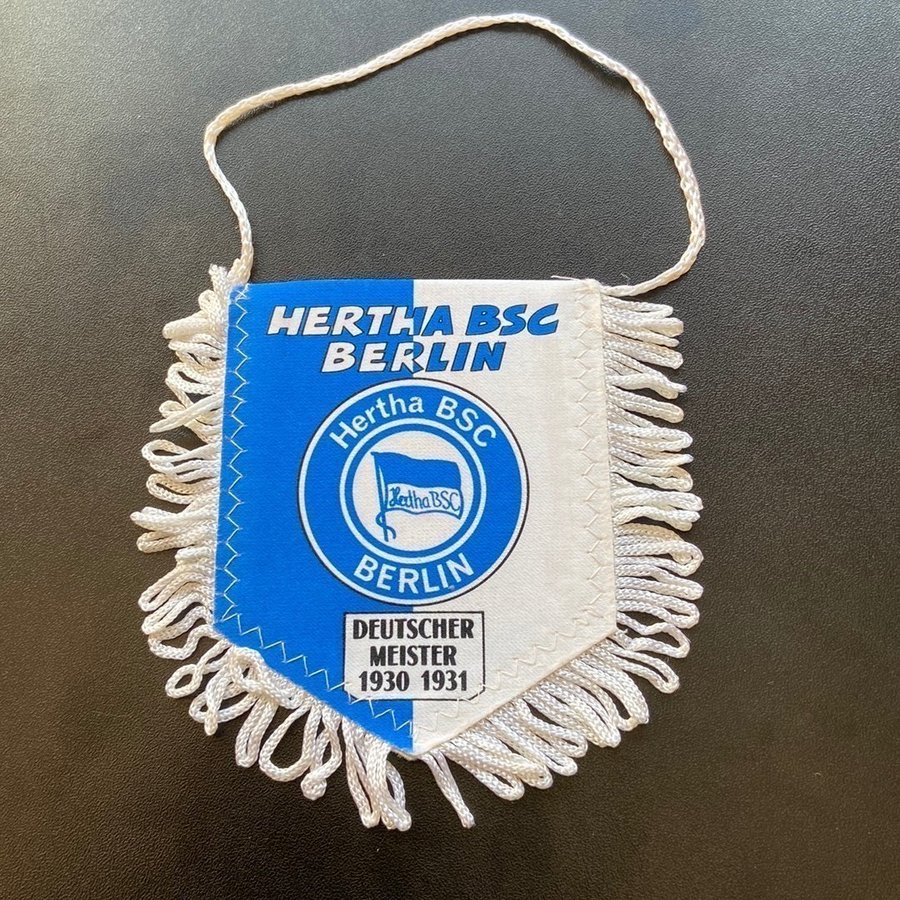 HERTHA BSC
BERLIN
Hertha BSC
Hertha BSC
BERLIN
DEUTSCHER
MEISTER
1930 1931